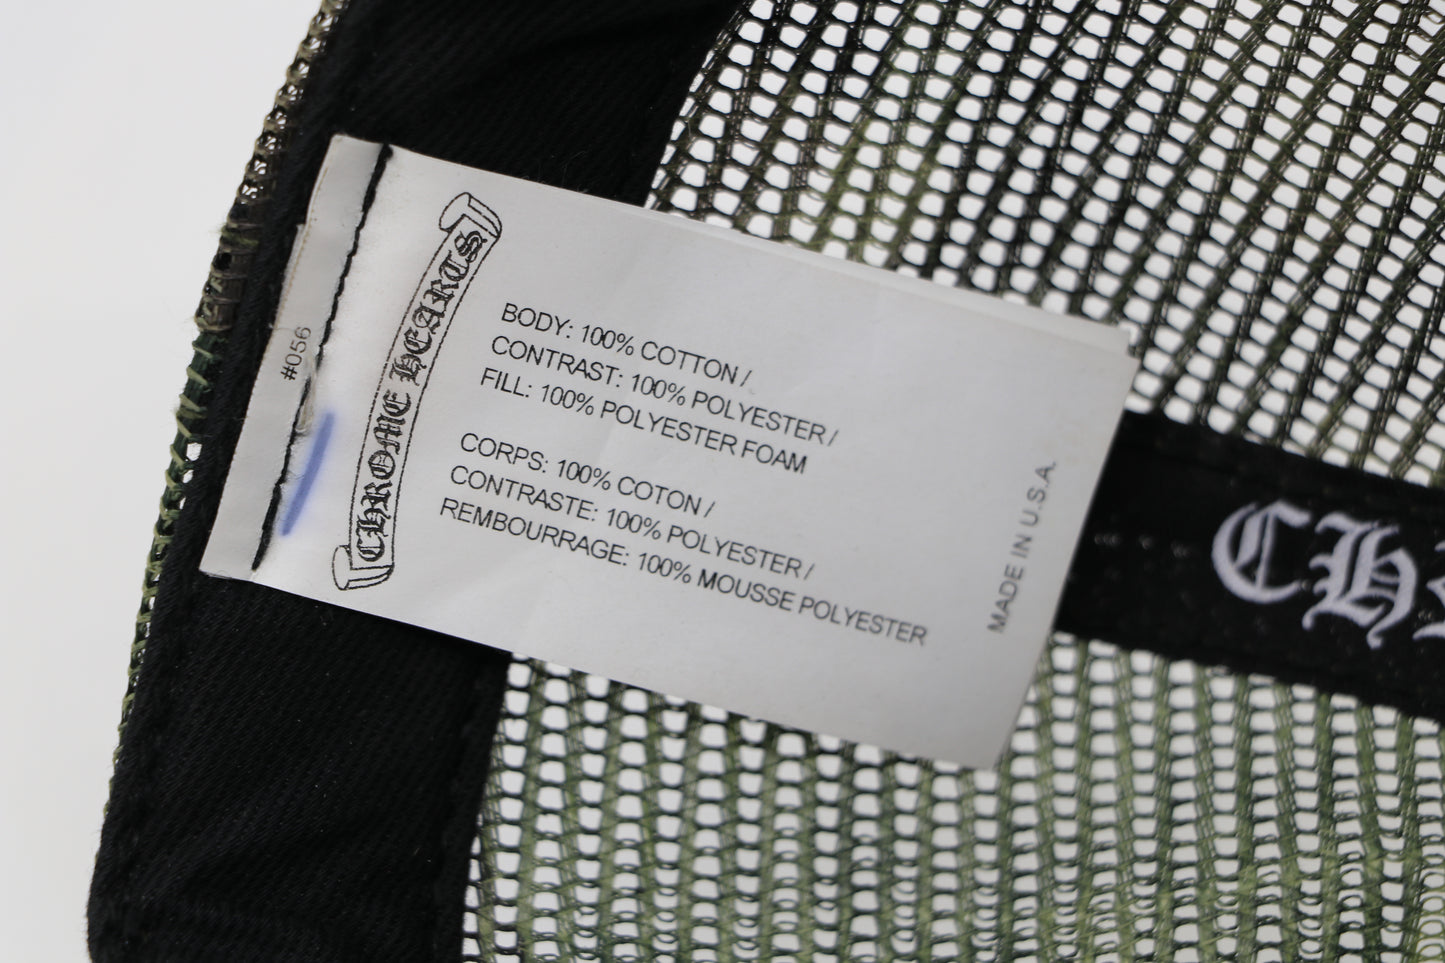 #056
CHROME HEARTS
BODY: 100% COTTON /
CONTRAST: 100% POLYESTER /
FILL: 100% POLYESTER FOAM
CORPS: 100% COTON /
CONTRASTE: 100% POLYESTER /
REMBOURRAGE: 100% MOUSSE POLYESTER
MADE IN U.S.A.
CH